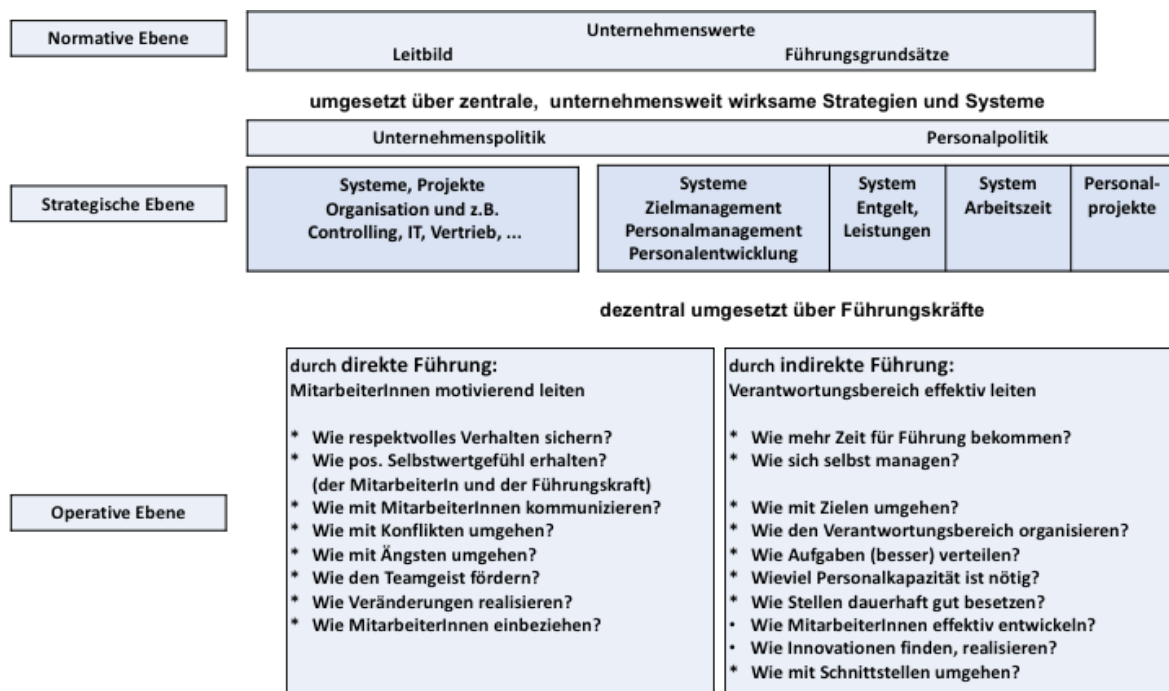 Normative Ebene
Unternehmenswerte
Leitbild Führungsgrundsätze
umgesetzt über zentrale, unternehmensweit wirksame Strategien und Systeme
Unternehmenspolitik Personalpolitik
Strategische Ebene
Systeme, Projekte
Organisation und z.B.
Controlling, IT, Vertrieb, ...
Systeme
Zielmanagement
Personalmanagement
Personalentwicklung
System
Entgelt,
Leistungen
System
Arbeitszeit
Personal-
projekte
dezentral umgesetzt über Führungskräfte
Operative Ebene
durch direkte Führung:
MitarbeiterInnen motivierend leiten
* Wie respektvolles Verhalten sichern?
* Wie pos. Selbstwertgefühl erhalten?
(der MitarbeiterIn und der Führungskraft)
* Wie mit MitarbeiterInnen kommunizieren?
* Wie mit Konflikten umgehen?
* Wie mit Ängsten umgehen?
* Wie den Teamgeist fördern?
* Wie Veränderungen realisieren?
* Wie MitarbeiterInnen einbeziehen?
durch indirekte Führung:
Verantwortungsbereich effektiv leiten
* Wie mehr Zeit für Führung bekommen?
* Wie sich selbst managen?
* Wie mit Zielen umgehen?
* Wie den Verantwortungsbereich organisieren?
* Wie Aufgaben (besser) verteilen?
* Wieviel Personalkapazität ist nötig?
* Wie Stellen dauerhaft gut besetzen?
• Wie MitarbeiterInnen effektiv entwickeln?
• Wie Innovationen finden, realisieren?
* Wie mit Schnittstellen umgehen?